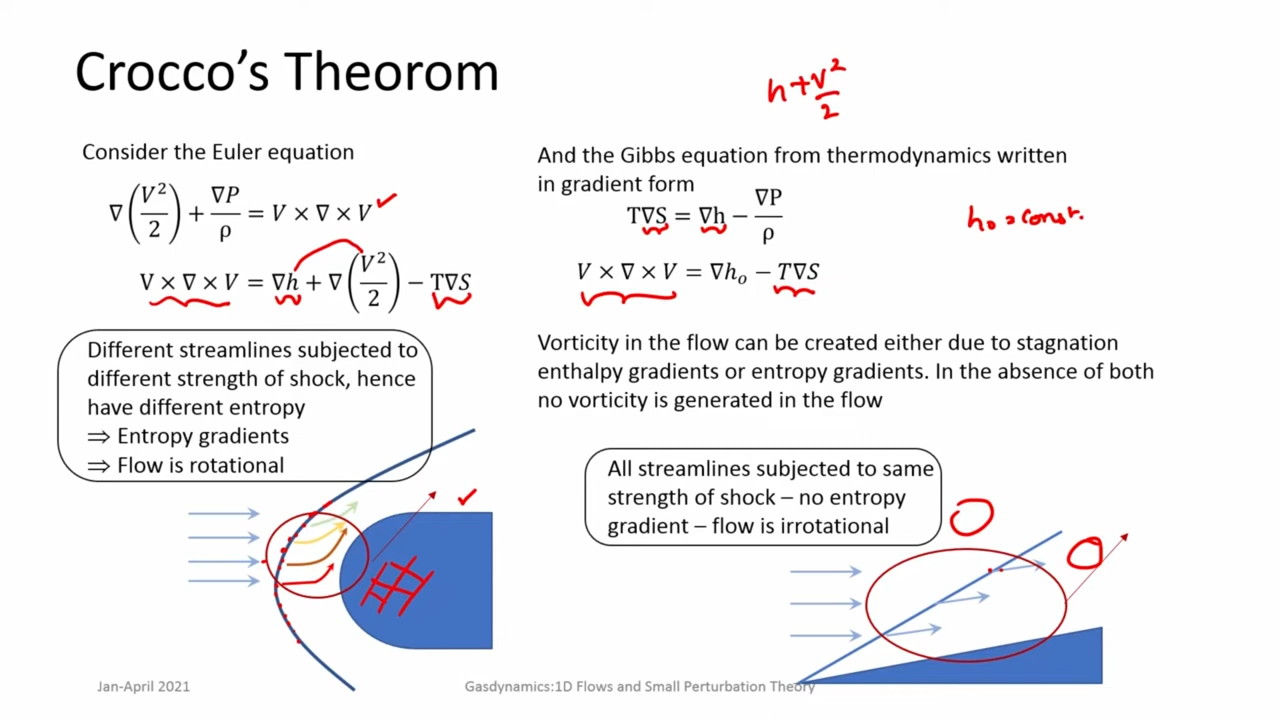 Crocco's Theorom
h+V²/2
Consider the Euler equation
∇(V²/2) + ∇P/ρ = V × ∇ × V
V × ∇ × V = ∇h + ∇(V²/2) − T∇S
And the Gibbs equation from thermodynamics written
in gradient form
T∇S = ∇h − ∇P/ρ
h₀ = const.
V × ∇ × V = ∇hₒ − T∇S
Different streamlines subjected to
different strength of shock, hence
have different entropy
⇒ Entropy gradients
⇒ Flow is rotational
Vorticity in the flow can be created either due to stagnation
enthalpy gradients or entropy gradients. In the absence of both
no vorticity is generated in the flow
All streamlines subjected to same
strength of shock – no entropy
gradient – flow is irrotational
Jan-April 2021
Gasdynamics:1D Flows and Small Perturbation Theory